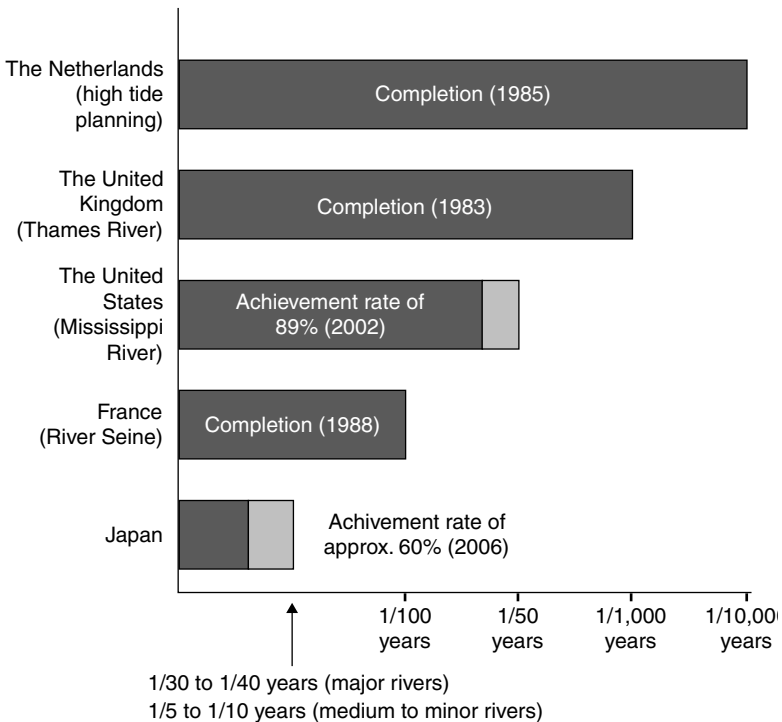 The Netherlands
(high tide
planning)
Completion (1985)
The United
Kingdom
(Thames River)
Completion (1983)
The United
States
(Mississippi
River)
Achievement rate of
89% (2002)
France
(River Seine)
Completion (1988)
Japan
Achivement rate of
approx. 60% (2006)
1/100
years
1/50
years
1/1,000
years
1/10,00
years
1/30 to 1/40 years (major rivers)
1/5 to 1/10 years (medium to minor rivers)